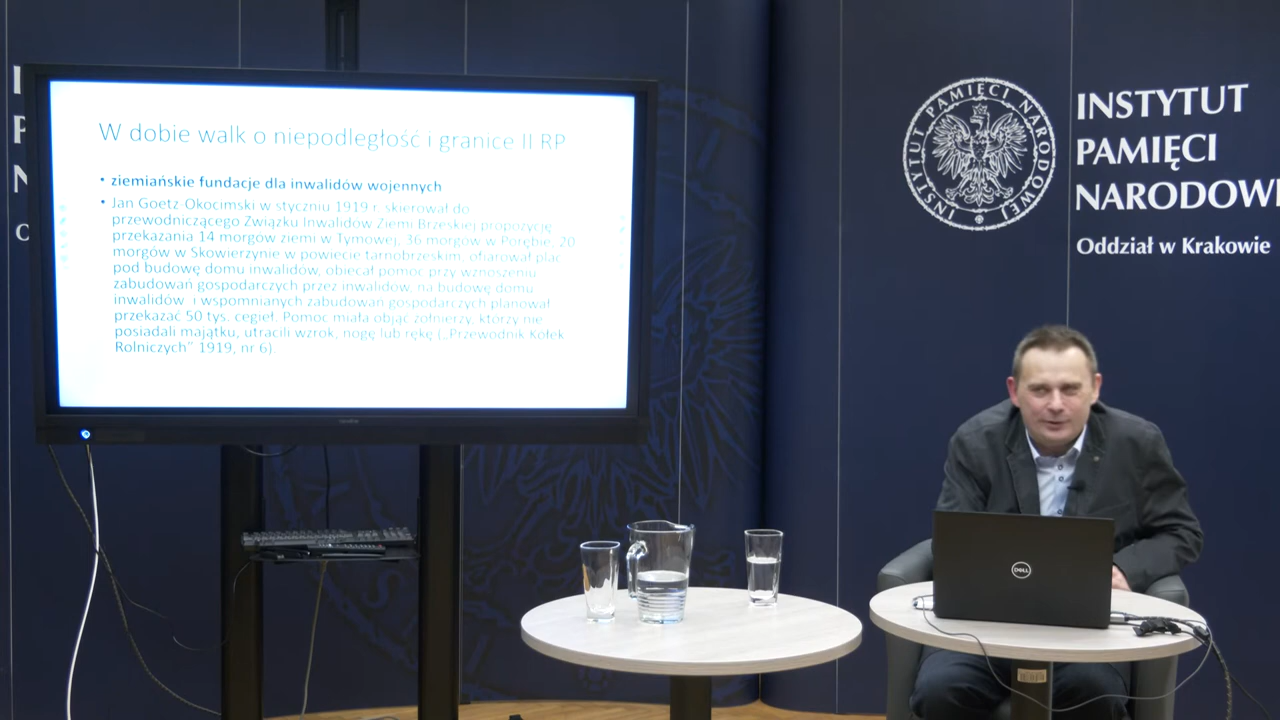 W dobie walk o niepodległość i granice II RP
• ziemiańskie fundacje dla inwalidów wojennych
• Jan Goetz-Okocimski w styczniu 1919 r. skierował do
przewodniczącego Związku Inwalidów Ziemi Brzeskiej propozycję
przekazania 14 morgów ziemi w Tymowej, 36 morgów w Porębie, 20
morgów w Skowierzynie w powiecie tarnobrzeskim, ofiarował plac
pod budowę domu inwalidów, obiecał pomoc przy wznoszeniu
zabudowań gospodarczych przez inwalidów, na budowę domu
inwalidów i wspomnianych zabudowań gospodarczych planował
przekazać 50 tys. cegieł. Pomoc miała objąć żołnierzy, którzy nie
posiadali majątku, utracili wzrok, nogę lub rękę („Przewodnik Kółek
Rolniczych” 1919, nr 6).
INSTYTUT PAMIĘCI NARODOWEJ
INSTYTUT
PAMIĘCI
NARODOWE
Oddział w Krakowie
I
P
N
O
DELL